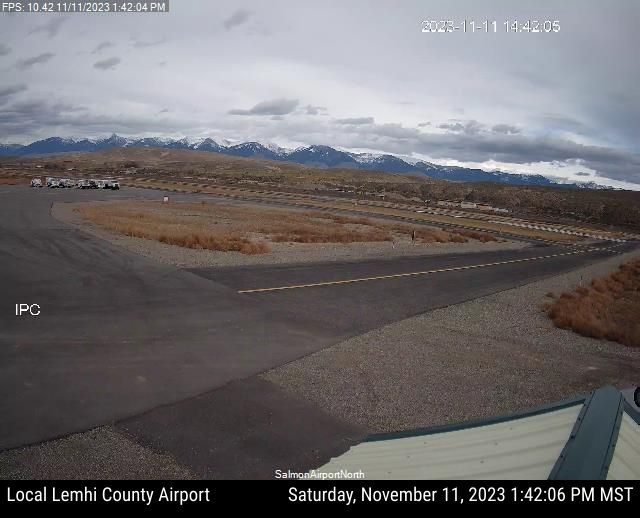 FPS: 10.42 11/11/2023 1:42:04 PM
2023-11-11 14:42:05
IPC
SalmonAirportNorth
Local Lemhi County Airport
Saturday, November 11, 2023 1:42:06 PM MST